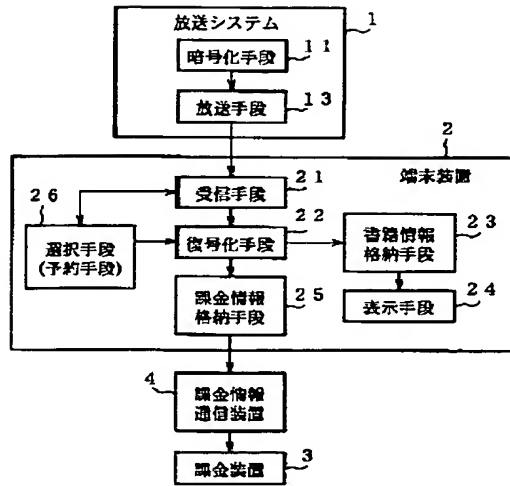 放送システム
1
暗号化手段
11
放送手段
13
2
端末装置
受信手段
21
26
選択手段
(予約手段)
復号化手段
22
書籍情報
格納手段
23
課金情報
格納手段
25
表示手段
24
4
課金情報
通信装置
課金装置
3